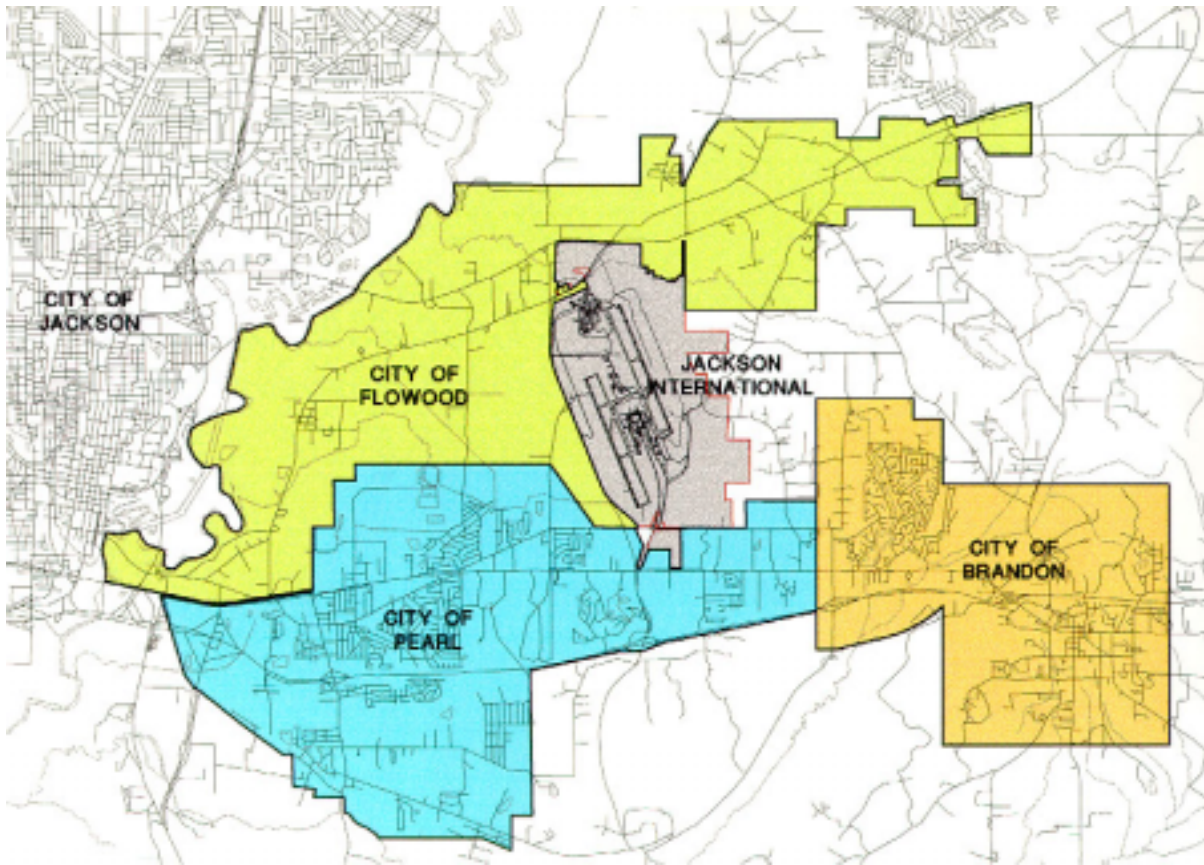 CITY OF
JACKSON
CITY OF
FLOWOOD
JACKSON
INTERNATIONAL
CITY OF
BRANDON
CITY OF
PEARL